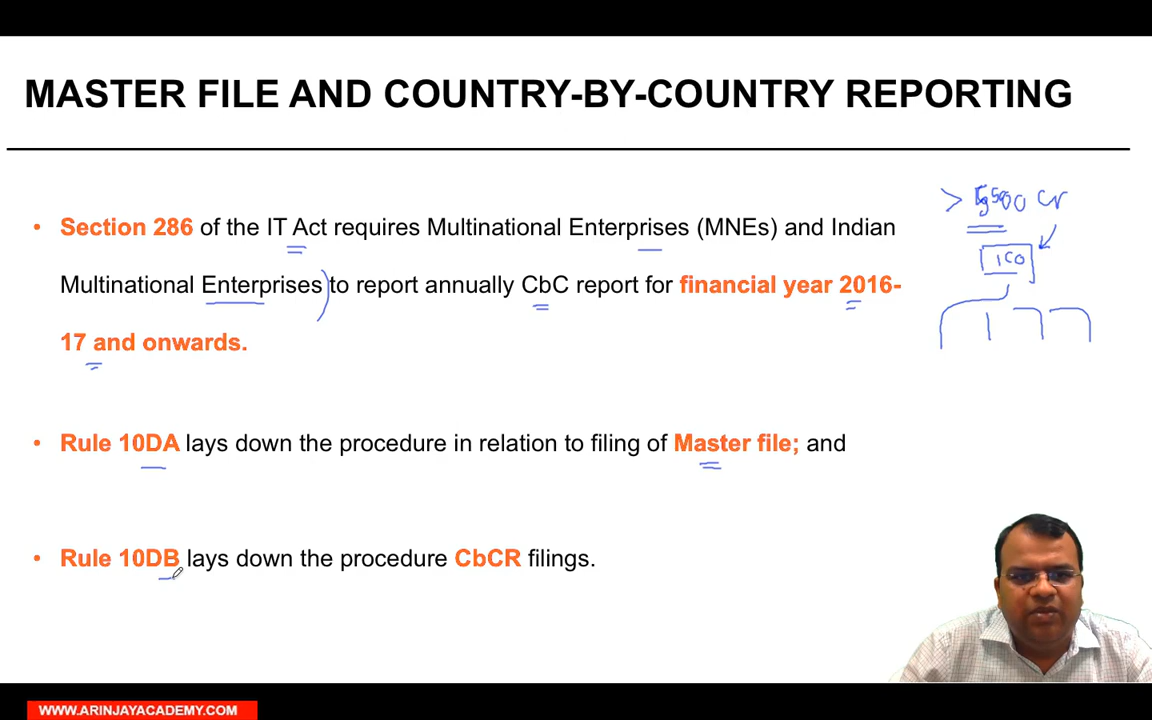 MASTER FILE AND COUNTRY-BY-COUNTRY REPORTING
• Section 286 of the IT Act requires Multinational Enterprises (MNEs) and Indian
Multinational Enterprises to report annually CbC report for financial year 2016-
17 and onwards.
> 5500 Cr
ICO
• Rule 10DA lays down the procedure in relation to filing of Master file; and
• Rule 10DB lays down the procedure CbCR filings.
WWW.ARINJAYACADEMY.COM